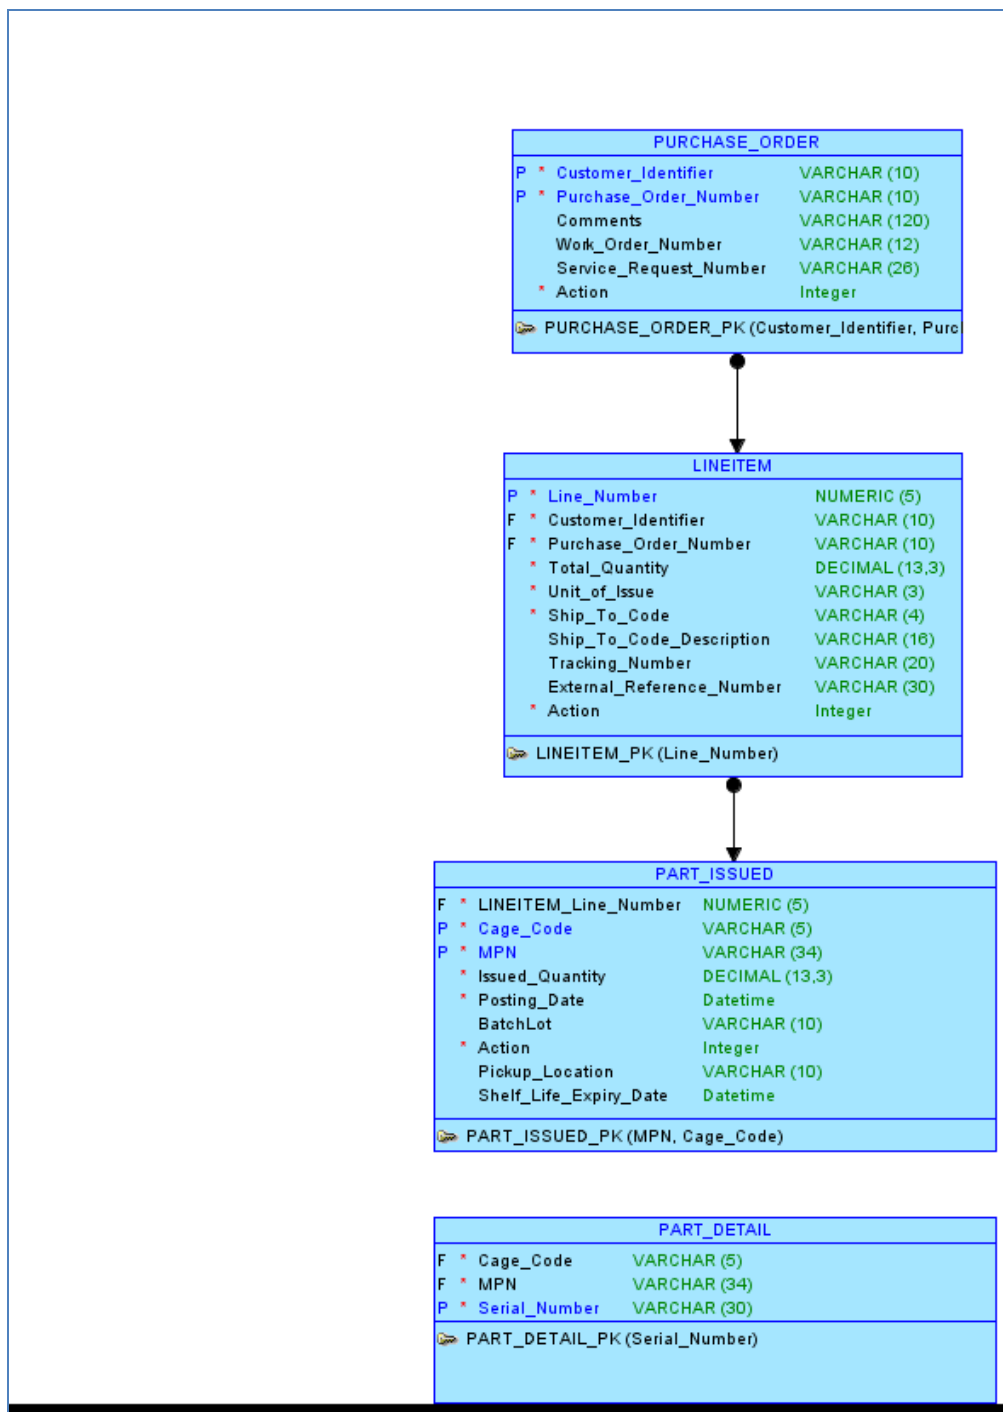 PURCHASE_ORDER
P * Customer_Identifier VARCHAR (10)
P * Purchase_Order_Number VARCHAR (10)
Comments VARCHAR (120)
Work_Order_Number VARCHAR (12)
Service_Request_Number VARCHAR (26)
* Action Integer
PURCHASE_ORDER_PK (Customer_Identifier, Purc
LINEITEM
P * Line_Number NUMERIC (5)
F * Customer_Identifier VARCHAR (10)
F * Purchase_Order_Number VARCHAR (10)
* Total_Quantity DECIMAL (13,3)
* Unit_of_Issue VARCHAR (3)
* Ship_To_Code VARCHAR (4)
Ship_To_Code_Description VARCHAR (16)
Tracking_Number VARCHAR (20)
External_Reference_Number VARCHAR (30)
* Action Integer
LINEITEM_PK (Line_Number)
PART_ISSUED
F * LINEITEM_Line_Number NUMERIC (5)
P * Cage_Code VARCHAR (5)
P * MPN VARCHAR (34)
* Issued_Quantity DECIMAL (13,3)
* Posting_Date Datetime
BatchLot VARCHAR (10)
* Action Integer
Pickup_Location VARCHAR (10)
Shelf_Life_Expiry_Date Datetime
PART_ISSUED_PK (MPN, Cage_Code)
PART_DETAIL
F * Cage_Code VARCHAR (5)
F * MPN VARCHAR (34)
P * Serial_Number VARCHAR (30)
PART_DETAIL_PK (Serial_Number)